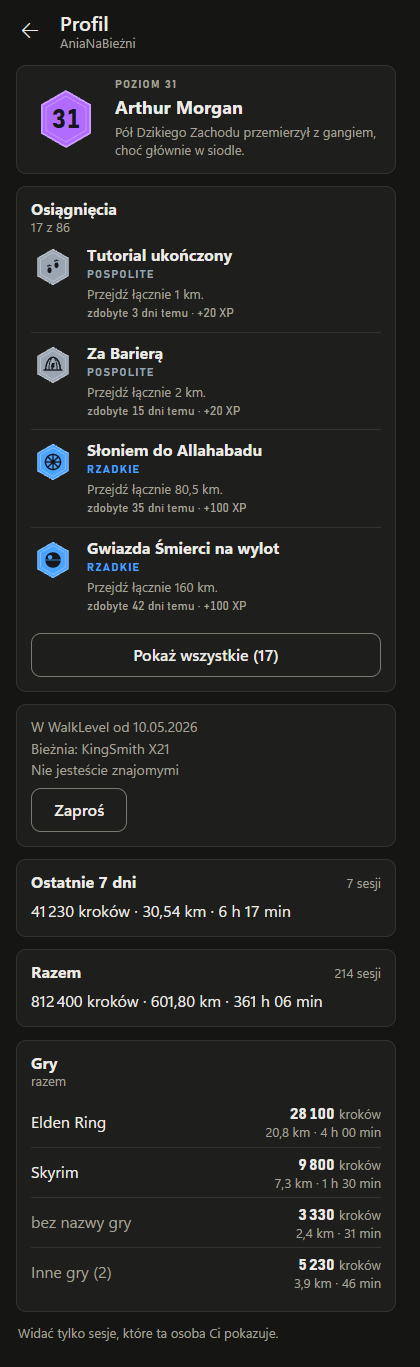 Profil
AniaNaBieżni
POZIOM 31
31
Arthur Morgan
Pół Dzikiego Zachodu przemierzył z gangiem,
choć głównie w siodle.
Osiągnięcia
17 z 86
Tutorial ukończony
POSPOLITE
Przejdź łącznie 1 km.
zdobyte 3 dni temu · +20 XP
Za Barierą
POSPOLITE
Przejdź łącznie 2 km.
zdobyte 15 dni temu · +20 XP
Słoniem do Allahabadu
RZADKIE
Przejdź łącznie 80,5 km.
zdobyte 35 dni temu · +100 XP
Gwiazda Śmierci na wylot
RZADKIE
Przejdź łącznie 160 km.
zdobyte 42 dni temu · +100 XP
Pokaż wszystkie (17)
W WalkLevel od 10.05.2026
Bieżnia: KingSmith X21
Nie jesteście znajomymi
Zaproś
Ostatnie 7 dni 7 sesji
41 230 kroków · 30,54 km · 6 h 17 min
Razem 214 sesji
812 400 kroków · 601,80 km · 361 h 06 min
Gry
razem
Elden Ring 28 100 kroków
20,8 km · 4 h 00 min
Skyrim 9 800 kroków
7,3 km · 1 h 30 min
bez nazwy gry 3 330 kroków
2,4 km · 31 min
Inne gry (2) 5 230 kroków
3,9 km · 46 min
Widać tylko sesje, które ta osoba Ci pokazuje.